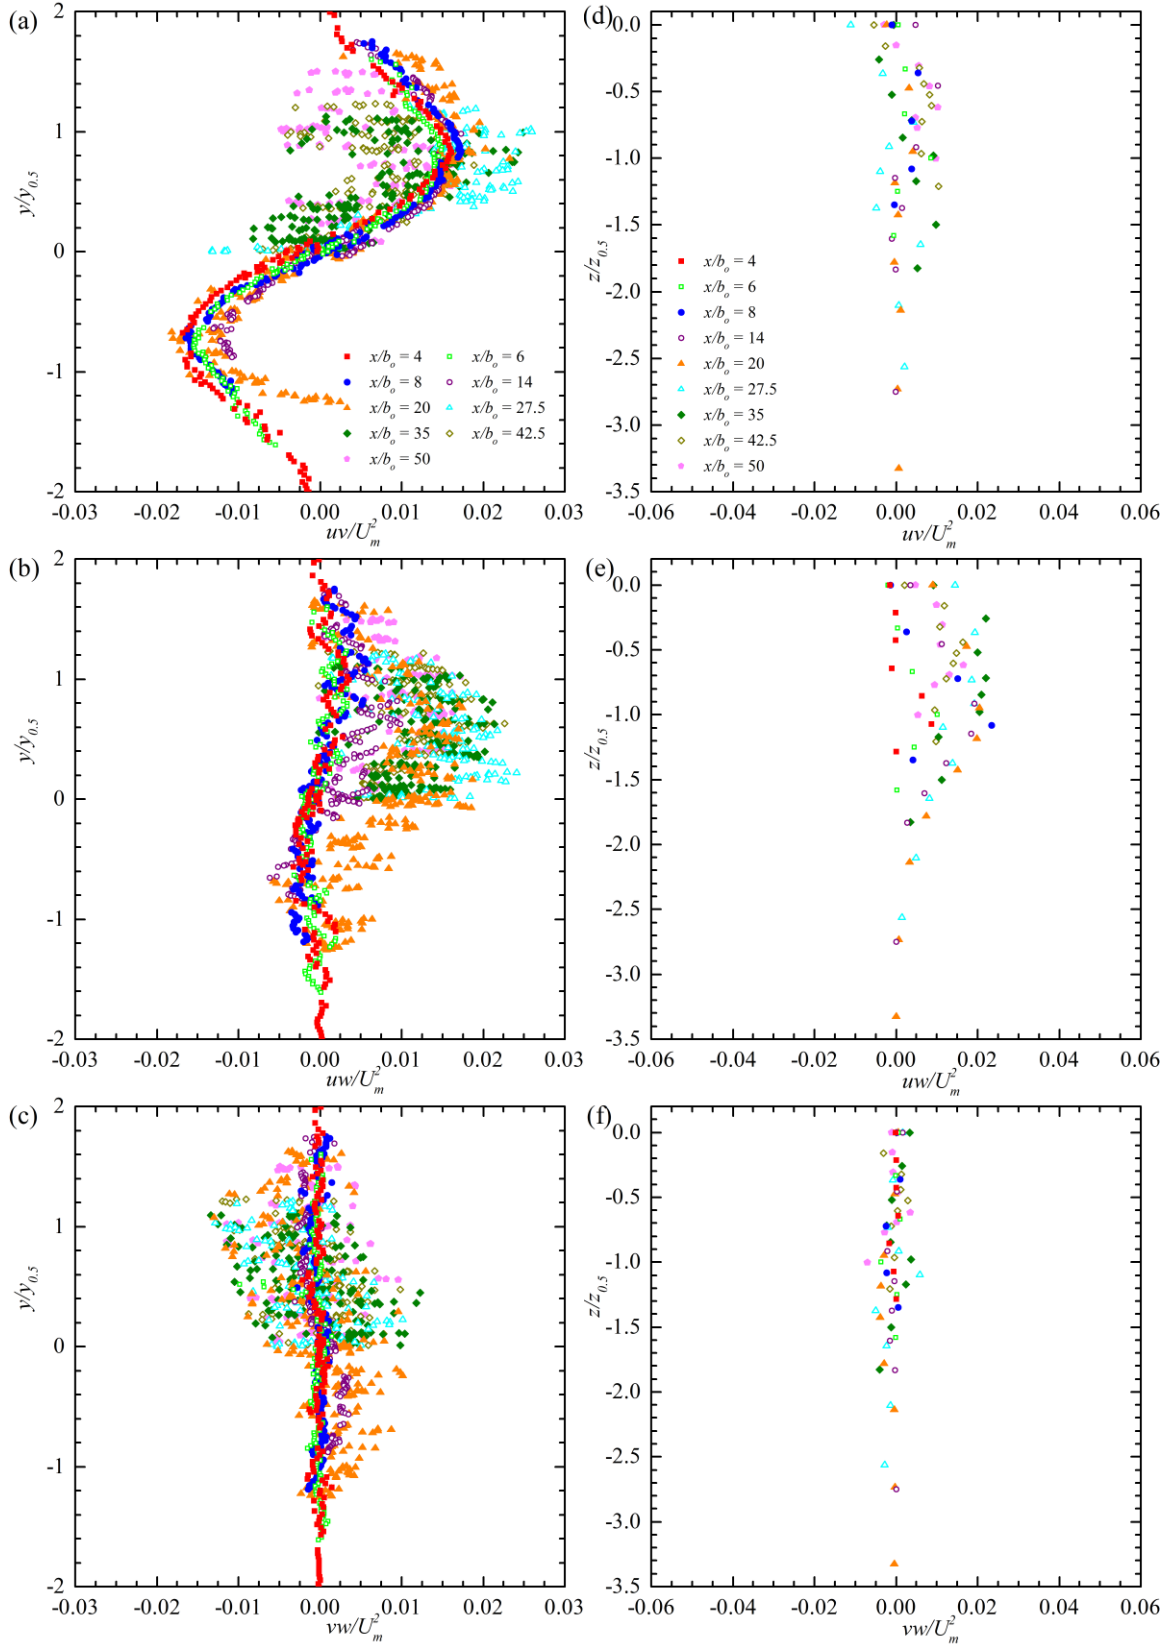 (a)
2
1
0
-1
-2
y/y0.5
x/bo = 4
x/bo = 6
x/bo = 8
x/bo = 14
x/bo = 20
x/bo = 27.5
x/bo = 35
x/bo = 42.5
x/bo = 50
-0.03 -0.02 -0.01 0.00 0.01 0.02 0.03
uv/U²m
(d)
0.0
-0.5
-1.0
-1.5
-2.0
-2.5
-3.0
-3.5
z/z0.5
x/bo = 4
x/bo = 6
x/bo = 8
x/bo = 14
x/bo = 20
x/bo = 27.5
x/bo = 35
x/bo = 42.5
x/bo = 50
-0.06 -0.04 -0.02 0.00 0.02 0.04 0.06
uv/U²m
(b)
2
1
0
-1
-2
y/y0.5
-0.03 -0.02 -0.01 0.00 0.01 0.02 0.03
uw/U²m
(e)
0.0
-0.5
-1.0
-1.5
-2.0
-2.5
-3.0
-3.5
z/z0.5
-0.06 -0.04 -0.02 0.00 0.02 0.04 0.06
uw/U²m
(c)
2
1
0
-1
-2
y/y0.5
-0.03 -0.02 -0.01 0.00 0.01 0.02 0.03
vw/U²m
(f)
0.0
-0.5
-1.0
-1.5
-2.0
-2.5
-3.0
-3.5
z/z0.5
-0.06 -0.04 -0.02 0.00 0.02 0.04 0.06
vw/U²m